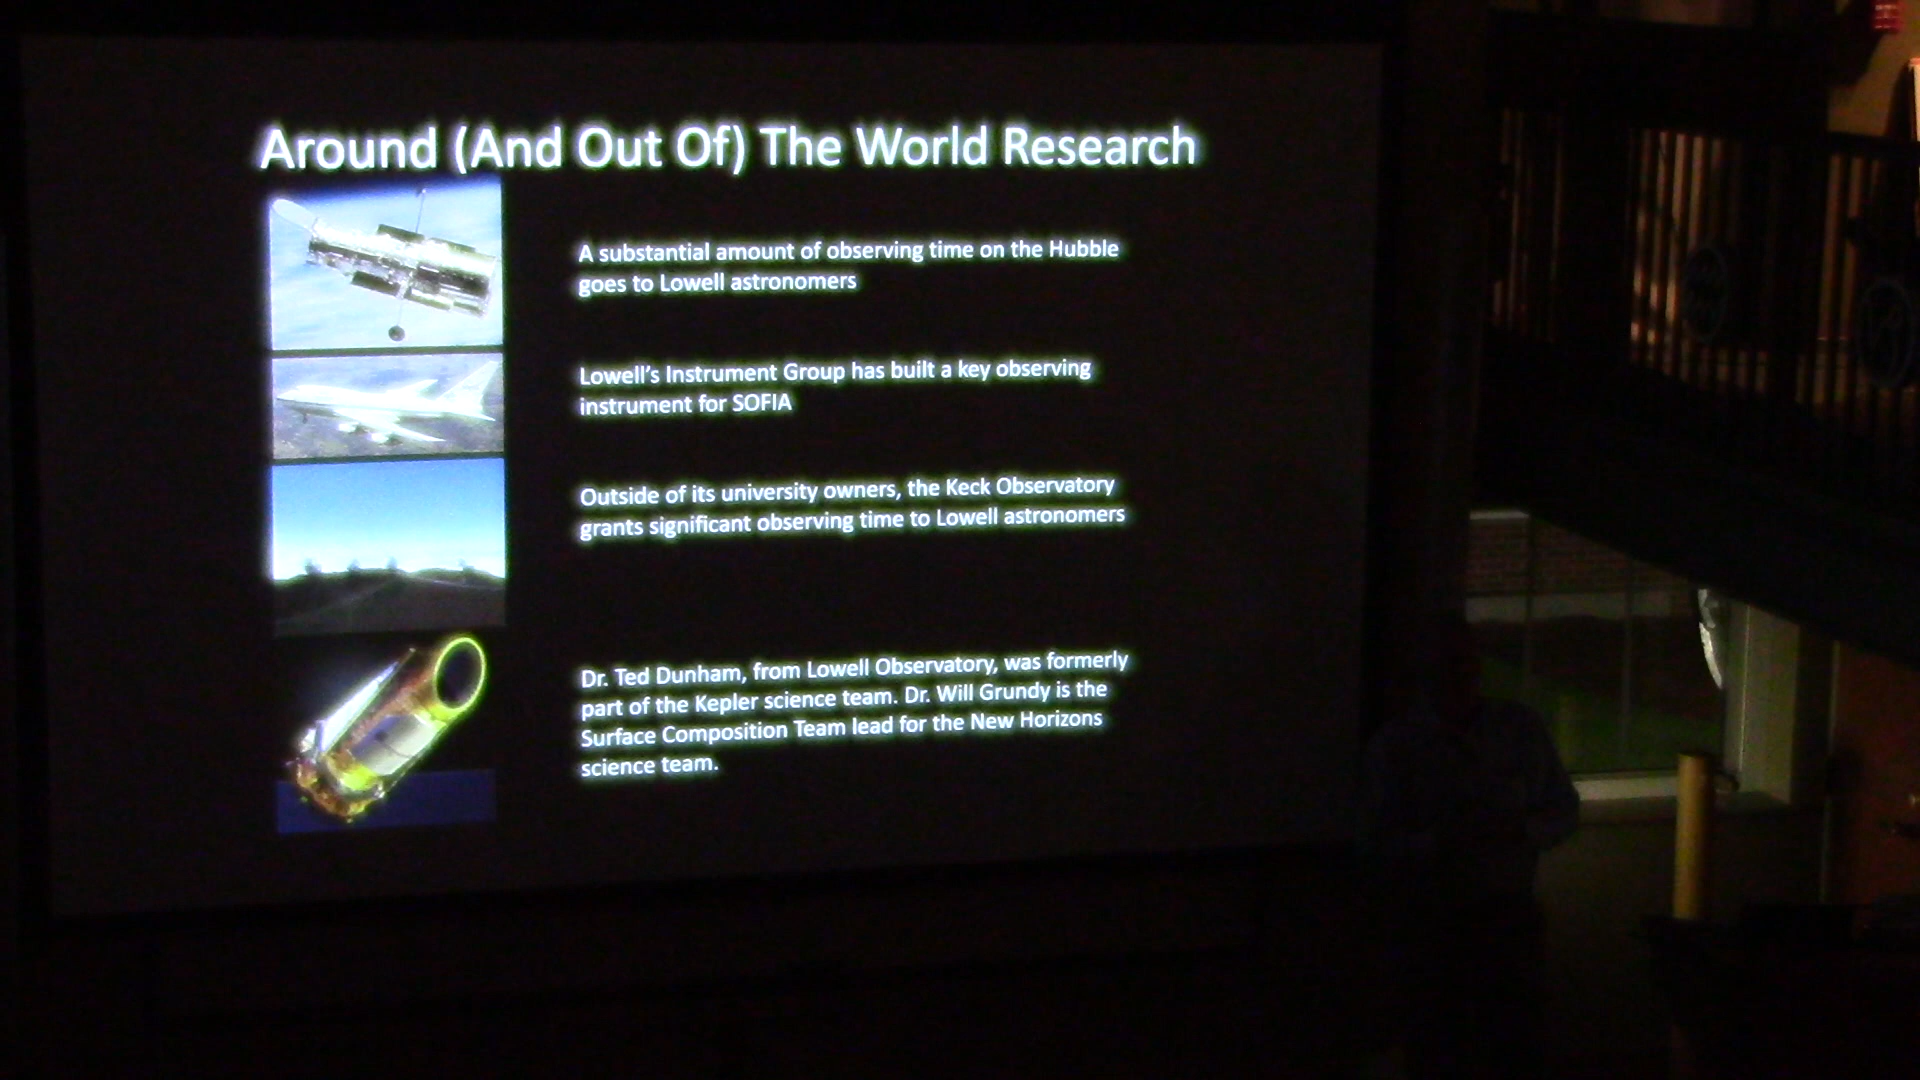 Around (And Out Of) The World Research
A substantial amount of observing time on the Hubble
goes to Lowell astronomers
Lowell's Instrument Group has built a key observing
instrument for SOFIA
Outside of its university owners, the Keck Observatory
grants significant observing time to Lowell astronomers
Dr. Ted Dunham, from Lowell Observatory, was formerly
part of the Kepler science team. Dr. Will Grundy is the
Surface Composition Team lead for the New Horizons
science team.